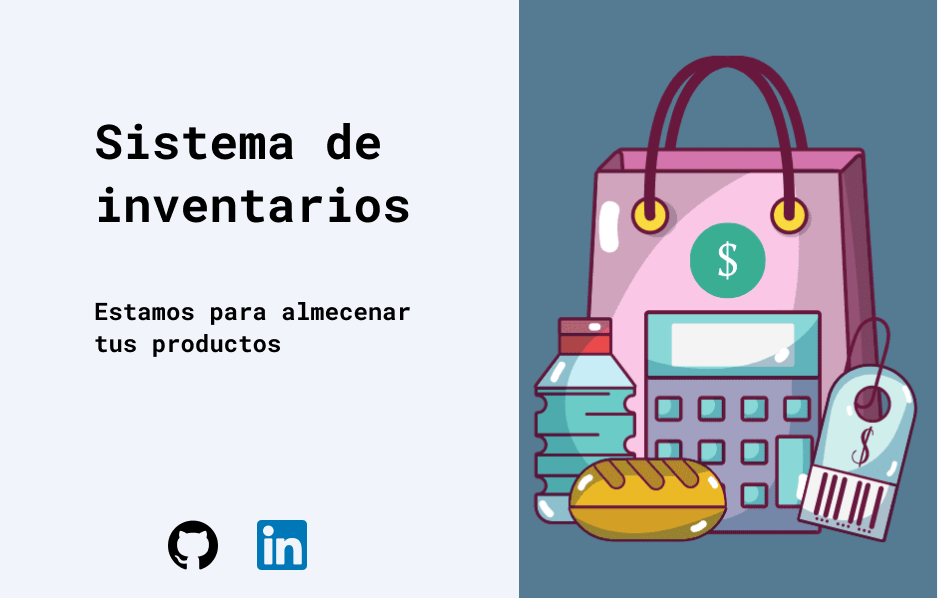 Sistema de
inventarios
Estamos para almecenar
tus productos
in
$
$